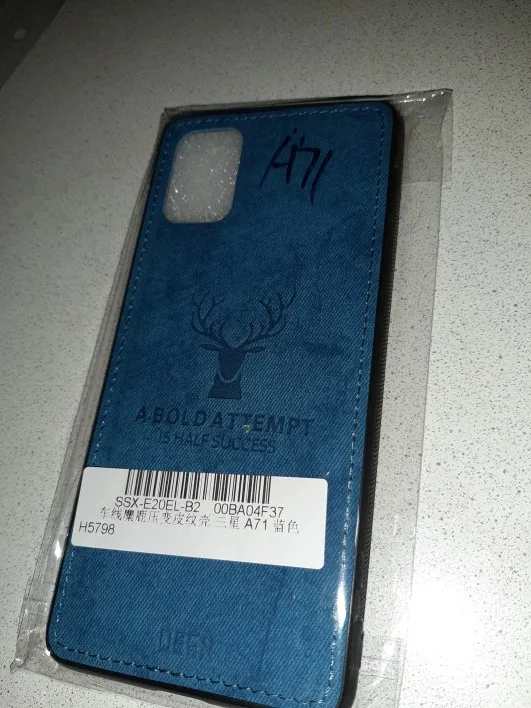 A71
A BOLD ATTEMPT
IS HALF SUCCESS
SSX-E20EL-B2 00BA04F37
车线麋鹿压变皮纹壳 三星 A71 蓝色
H5798
DEER